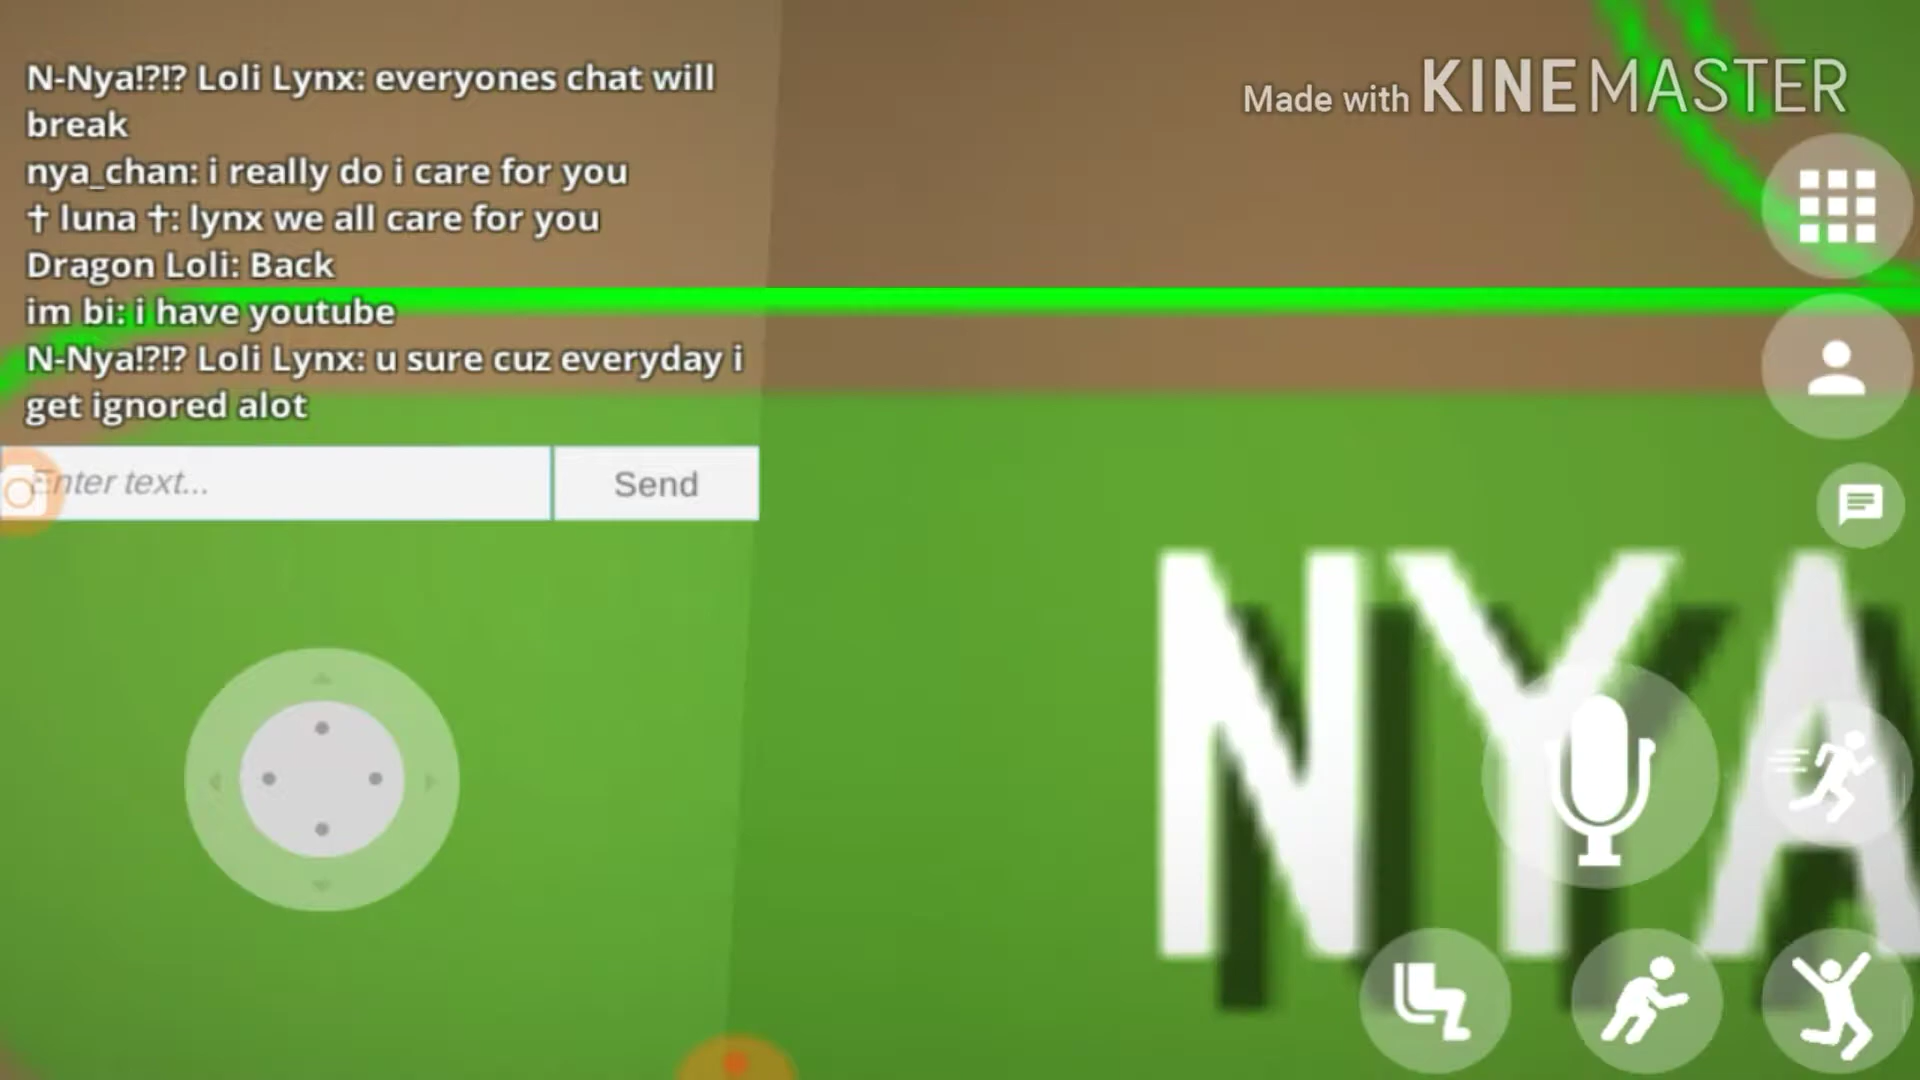 N-Nya!?!? Loli Lynx: everyones chat will
break
nya_chan: i really do i care for you
† luna †: lynx we all care for you
Dragon Loli: Back
im bi: i have youtube
N-Nya!?!? Loli Lynx: u sure cuz everyday i
get ignored alot
Enter text...
Send
Made with KINEMASTER
NYA